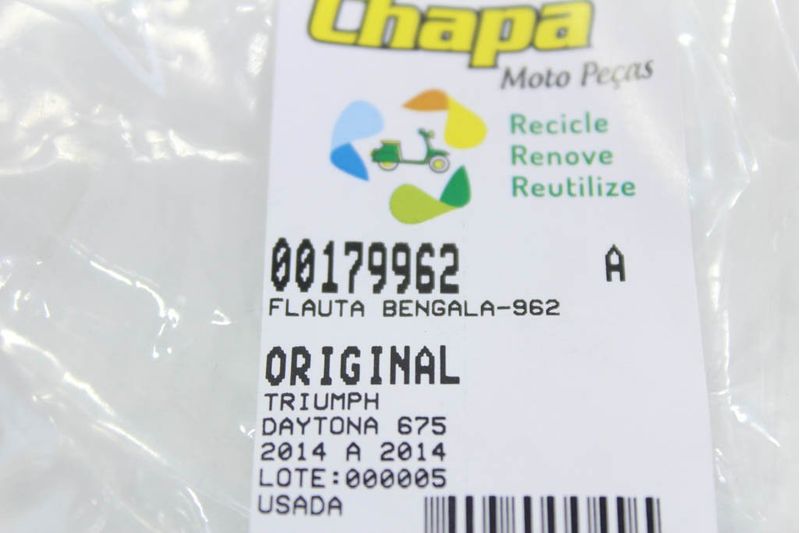 Chapa
Moto Peças
Recicle
Renove
Reutilize
00179962 A
FLAUTA BENGALA-962
ORIGINAL
TRIUMPH
DAYTONA 675
2014 A 2014
LOTE:000005
USADA